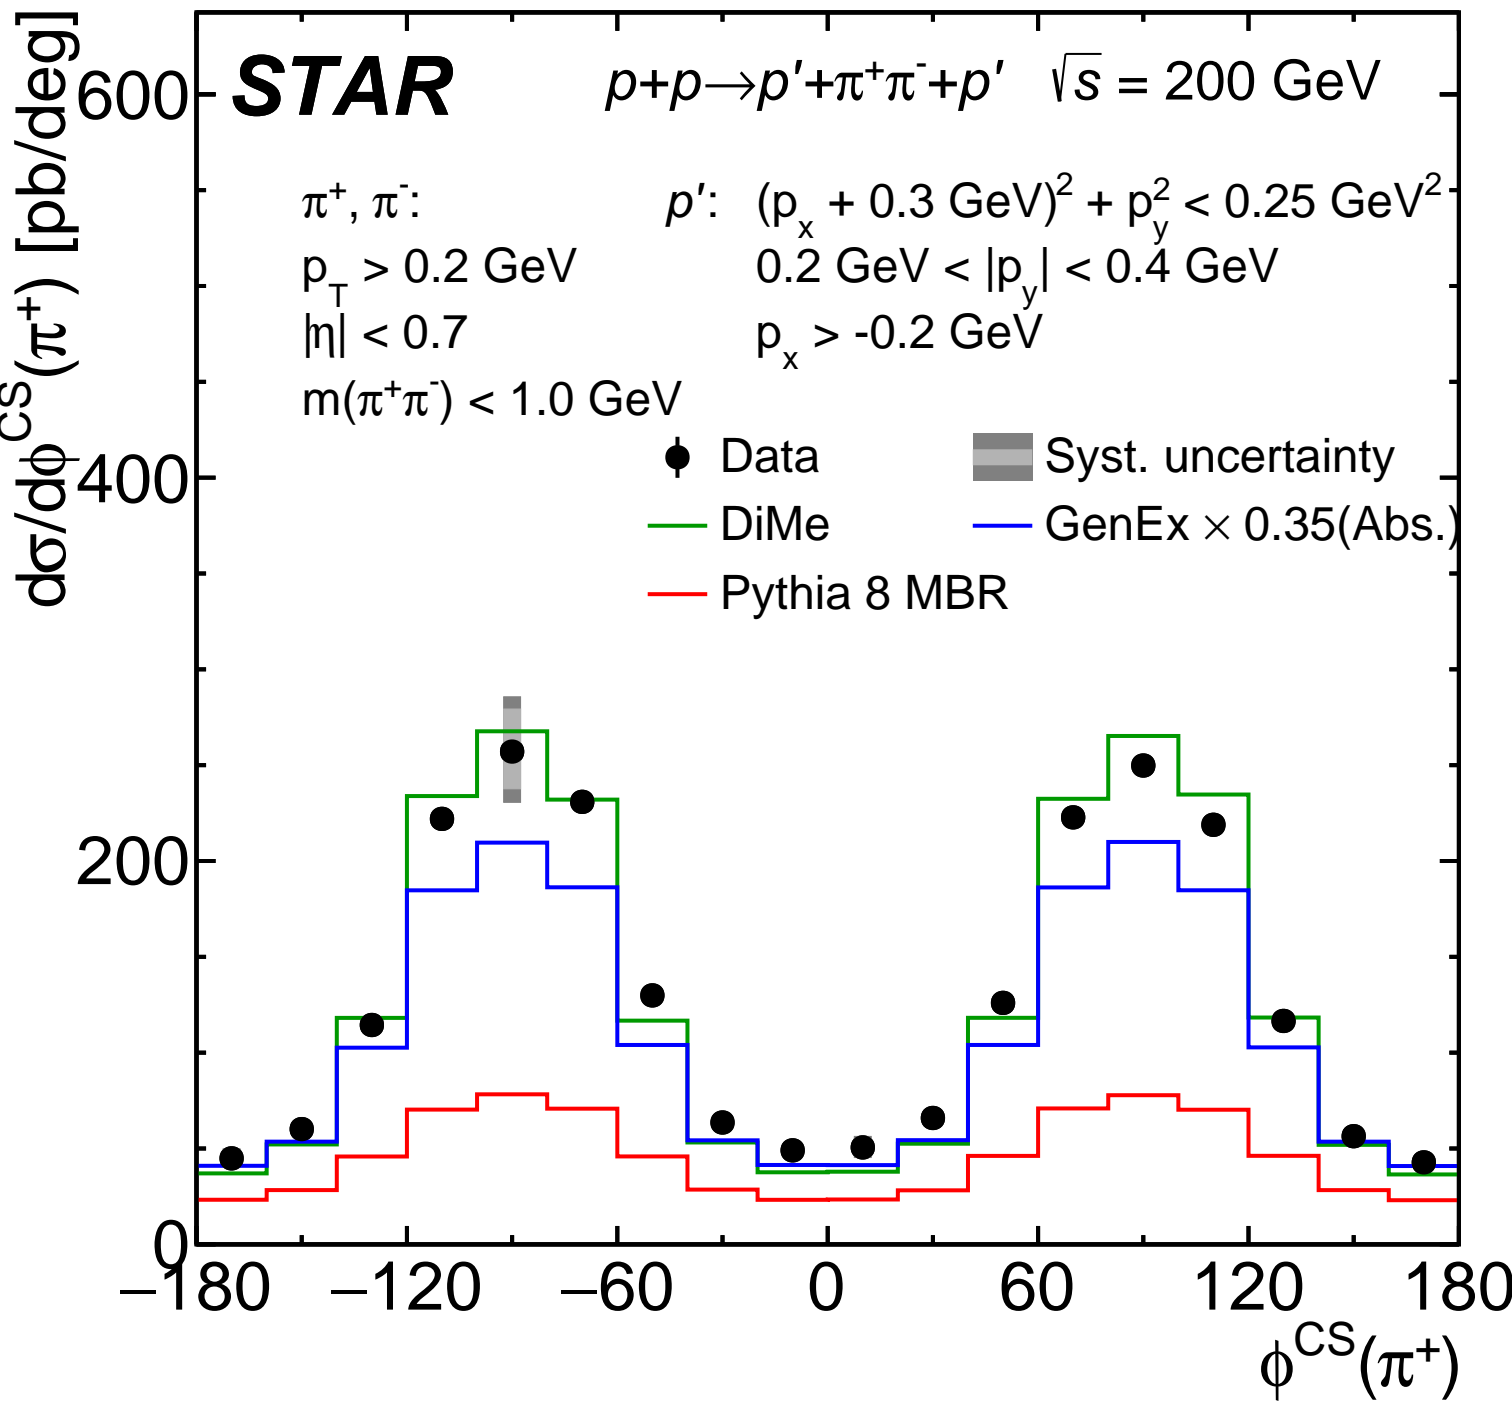 STAR p+p→p′+π⁺π⁻+p′ √s = 200 GeV
π⁺, π⁻: p′: (pₓ + 0.3 GeV)² + p_y² < 0.25 GeV²
p_T > 0.2 GeV 0.2 GeV < |p_y| < 0.4 GeV
|η| < 0.7 pₓ > -0.2 GeV
m(π⁺π⁻) < 1.0 GeV
Data Syst. uncertainty
DiMe GenEx × 0.35(Abs.)
Pythia 8 MBR
dσ/dφ^CS(π⁺) [pb/deg]
600
400
200
0
−180 −120 −60 0 60 120 180
φ^CS(π⁺)